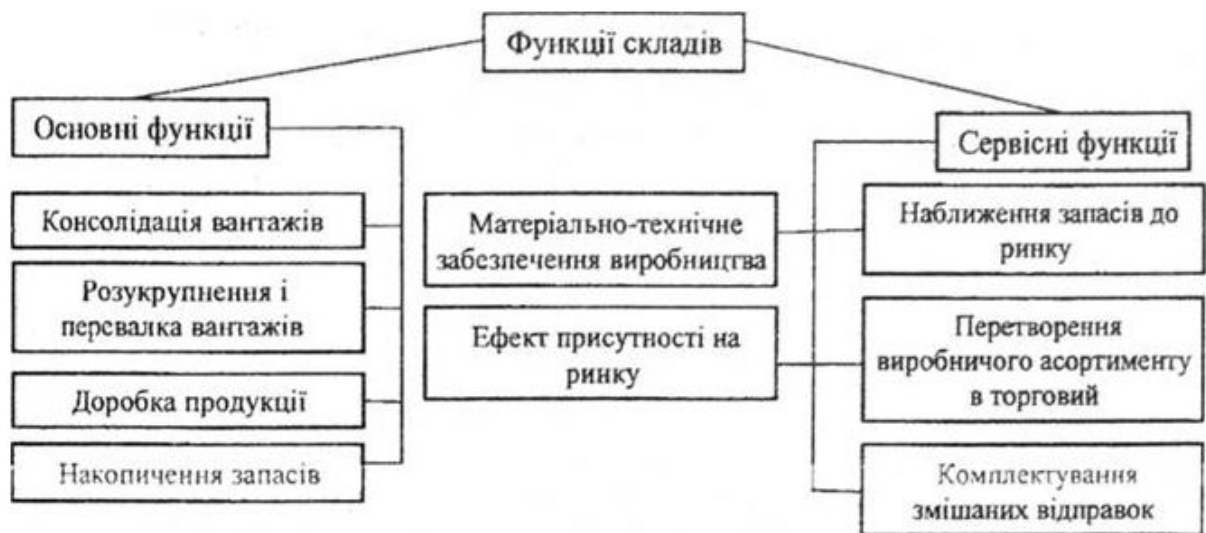 Функції складів
Основні функції
Сервісні функції
Консолідація вантажів
Розукрупнення і
перевалка вантажів
Доробка продукції
Накопичення запасів
Матеріально-технічне
забезпечення виробництва
Ефект присутності на
ринку
Наближення запасів до
ринку
Перетворення
виробничого асортименту
в торговий
Комплектування
змішаних відправок